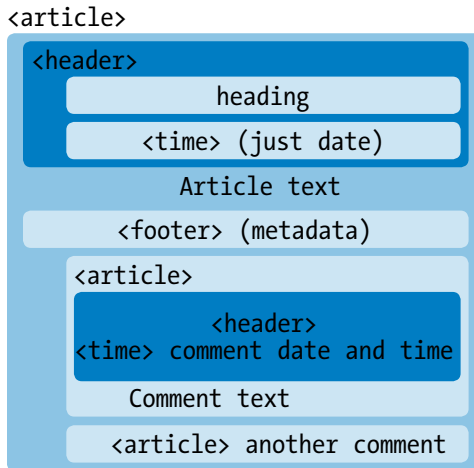 <article>
<header>
heading
<time> (just date)
Article text
<footer> (metadata)
<article>
<header>
<time> comment date and time
Comment text
<article> another comment